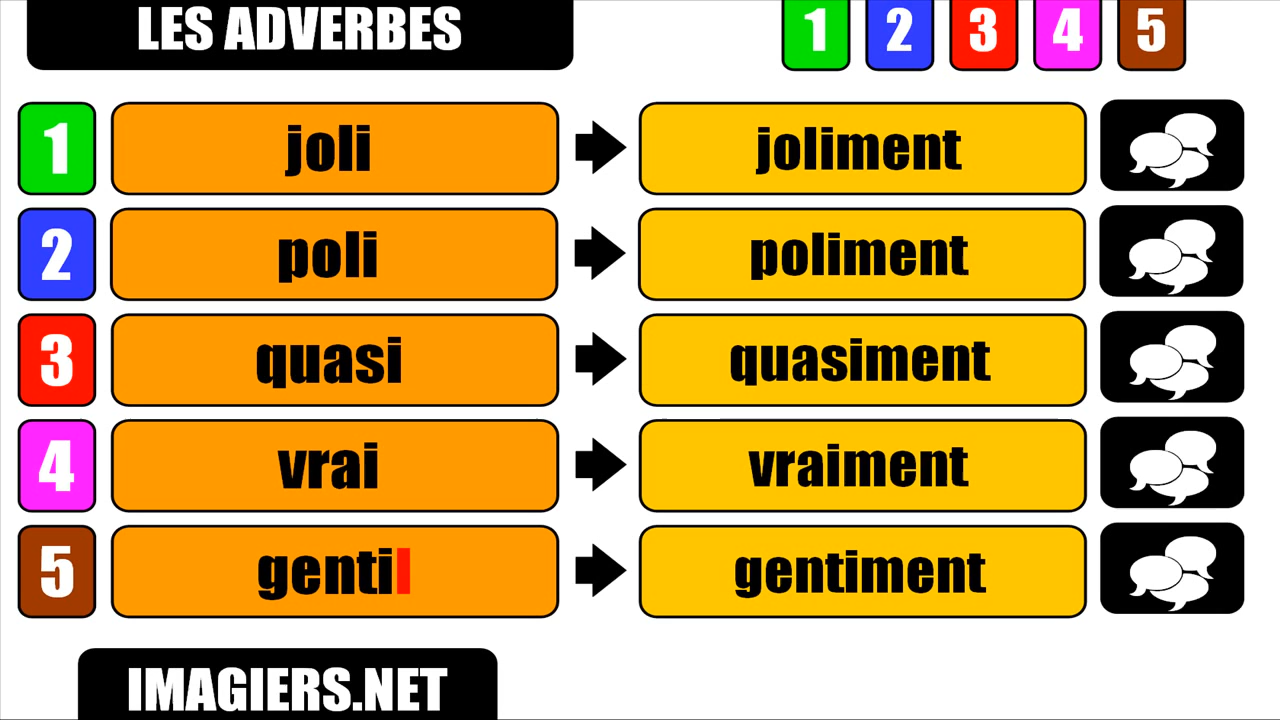 LES ADVERBES 1 2 3 4 5
1 joli joliment
2 poli poliment
3 quasi quasiment
4 vrai vraiment
5 gentil gentiment
IMAGIERS.NET